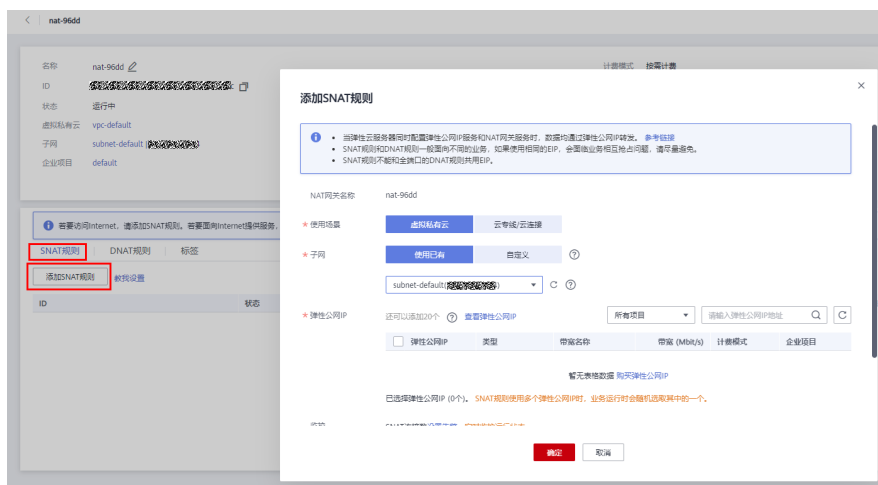 nat-96dd
名称 nat-96dd
计费模式 按需计费
ID
状态 运行中
虚拟私有云 vpc-default
子网 subnet-default (
企业项目 default
若要访问Internet，请添加SNAT规则。若要面向Internet提供服务，
SNAT规则 DNAT规则 标签
添加SNAT规则 教我设置
ID 状态
添加SNAT规则
当弹性云服务器同时配置弹性公网IP服务和NAT网关服务时，数据均通过弹性公网IP转发。 参考链接
SNAT规则和DNAT规则一般面向不同的业务，如果使用相同的EIP，会面临业务相互抢占问题，请尽量避免。
SNAT规则不能和全端口的DNAT规则共用EIP。
NAT网关名称 nat-96dd
* 使用场景 虚拟私有云 云专线/云连接
* 子网 使用已有 自定义
subnet-default(
* 弹性公网IP 还可以添加20个 查看弹性公网IP 所有项目 请输入弹性公网IP地址
弹性公网IP 类型 带宽名称 带宽 (Mbit/s) 计费模式 企业项目
暂无表格数据 购买弹性公网IP
已选择弹性公网IP (0个)。 SNAT规则使用多个弹性公网IP时，业务运行时会随机选取其中的一个。
确定 取消